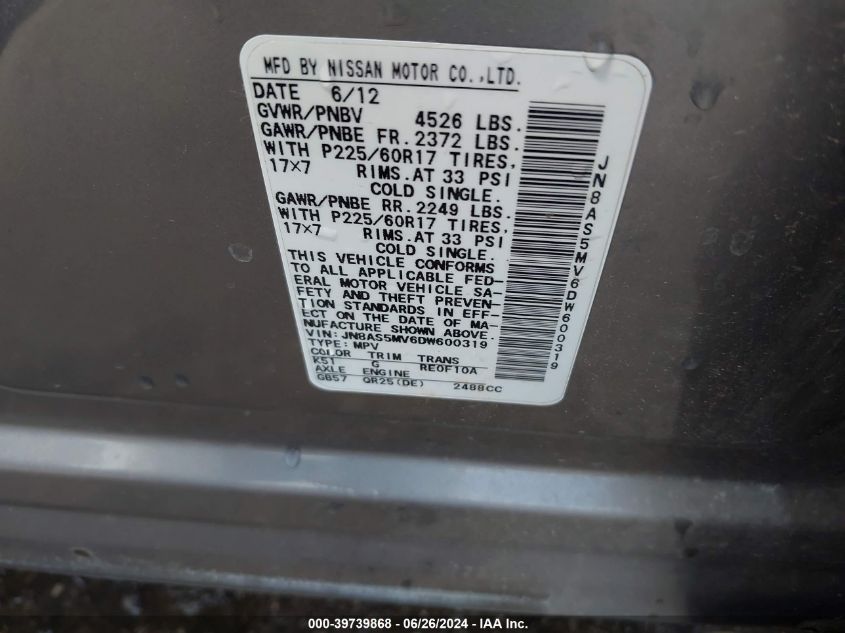 MFD BY NISSAN MOTOR CO.,LTD.
DATE 6/12
GVWR/PNBV 4526 LBS.
GAWR/PNBE FR. 2372 LBS.
WITH P225/60R17 TIRES,
17×7 RIMS.AT 33 PSI
COLD SINGLE.
GAWR/PNBE RR. 2249 LBS.
WITH P225/60R17 TIRES,
17×7 RIMS.AT 33 PSI
COLD SINGLE.
THIS VEHICLE CONFORMS
TO ALL APPLICABLE FED-
ERAL MOTOR VEHICLE SA-
FETY AND THEFT PREVEN-
TION STANDARDS IN EFF-
ECT ON THE DATE OF MA-
NUFACTURE SHOWN ABOVE.
VIN: JN8AS5MV6DW600319
TYPE: MPV
COLOR TRIM TRANS
K51 G RE0F10A
AXLE ENGINE
GB57 QR25(DE) 2488CC
JN8AS5MV6DW600319
000-39739868 - 06/26/2024 - IAAI.com